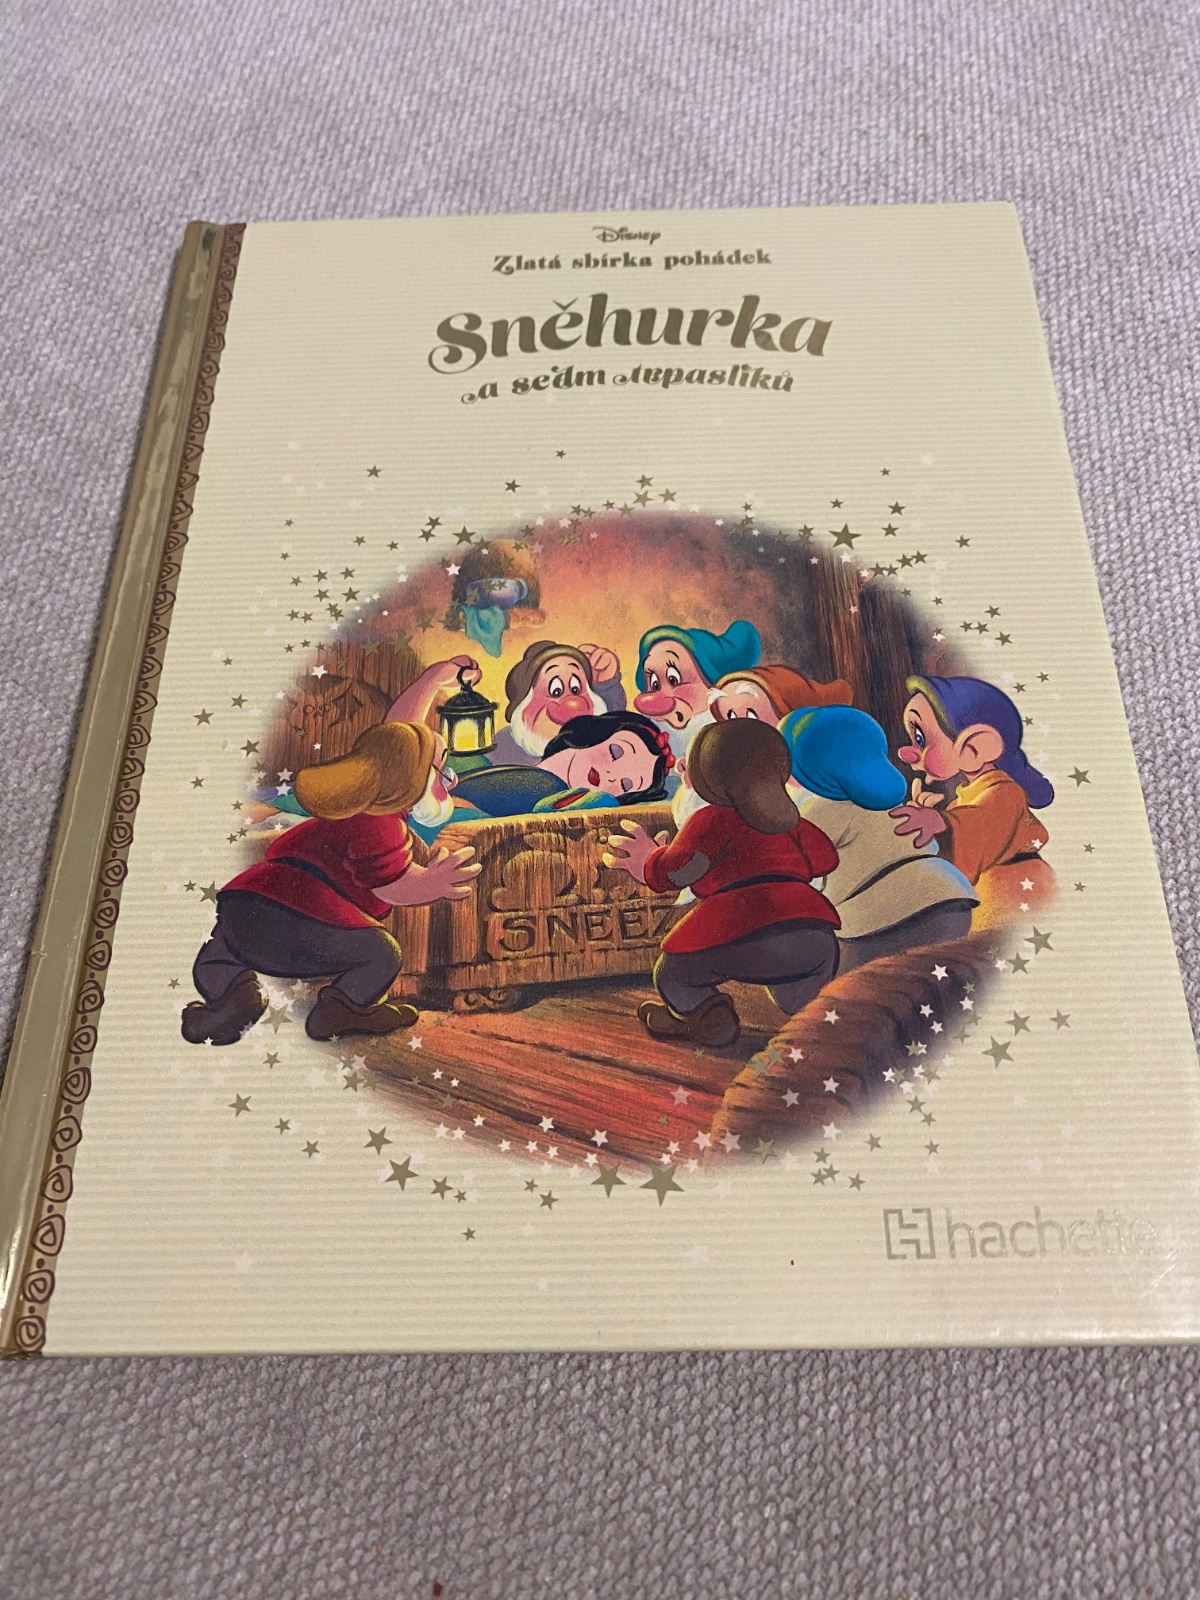 Disney
Zlatá sbírka pohádek
Sněhurka
a sedm trpaslíků
SNEEZ
hachette